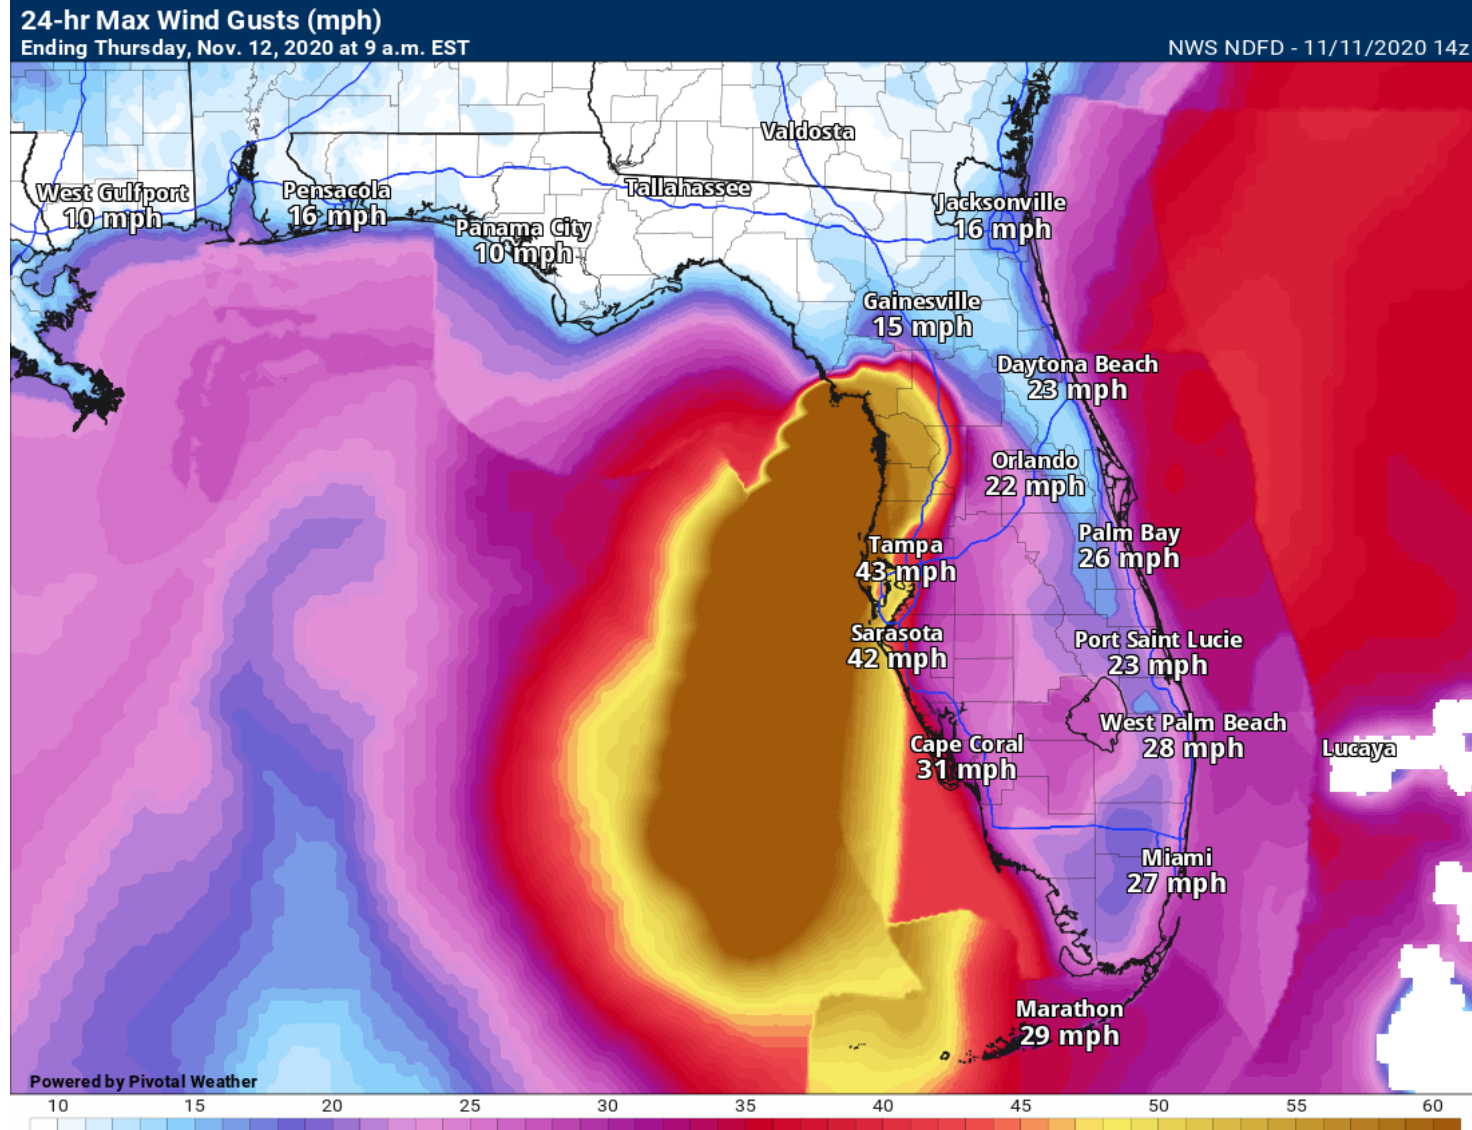 24-hr Max Wind Gusts (mph)
Ending Thursday, Nov. 12, 2020 at 9 a.m. EST
NWS NDFD - 11/11/2020 14z
Valdosta
West Gulfport
10 mph
Pensacola
16 mph
Tallahassee
Panama City
10 mph
Jacksonville
16 mph
Gainesville
15 mph
Daytona Beach
23 mph
Orlando
22 mph
Palm Bay
26 mph
Tampa
43 mph
Sarasota
42 mph
Port Saint Lucie
23 mph
West Palm Beach
28 mph
Lucaya
Cape Coral
31 mph
Miami
27 mph
Marathon
29 mph
Powered by Pivotal Weather
10 15 20 25 30 35 40 45 50 55 60